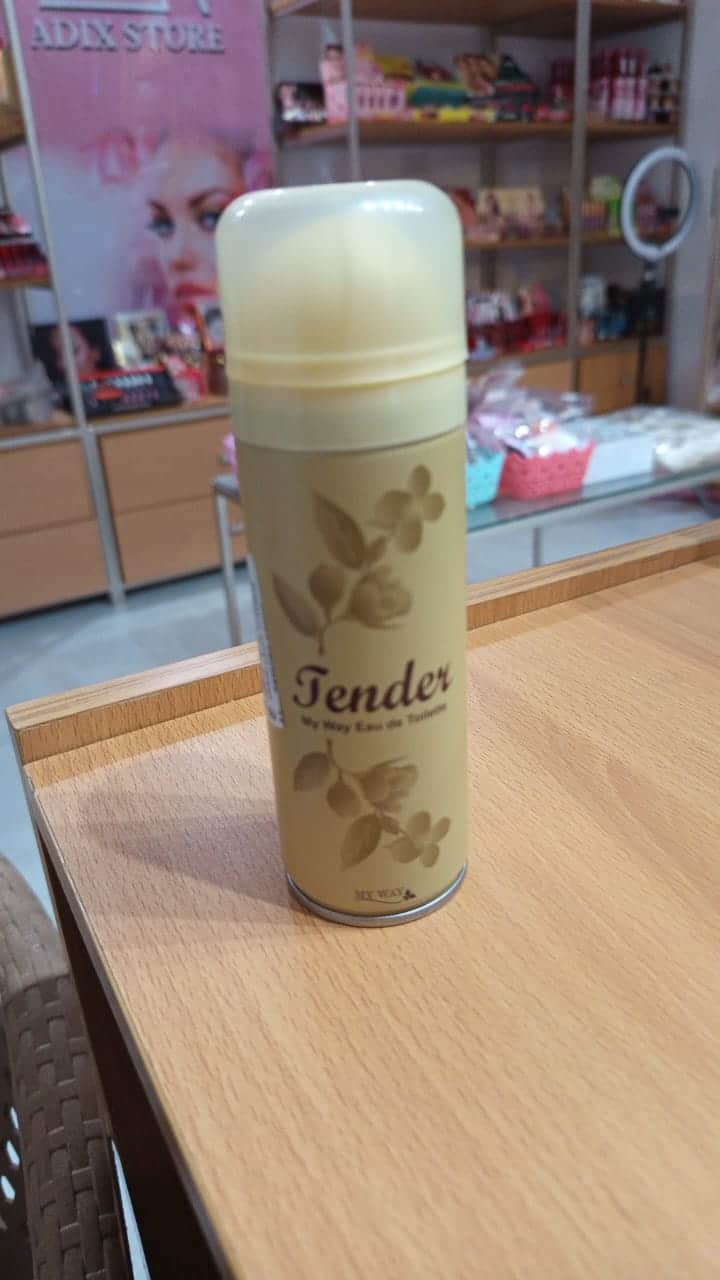 ADIX STORE
Tender
My Way Eau de Toilette
MY WAY